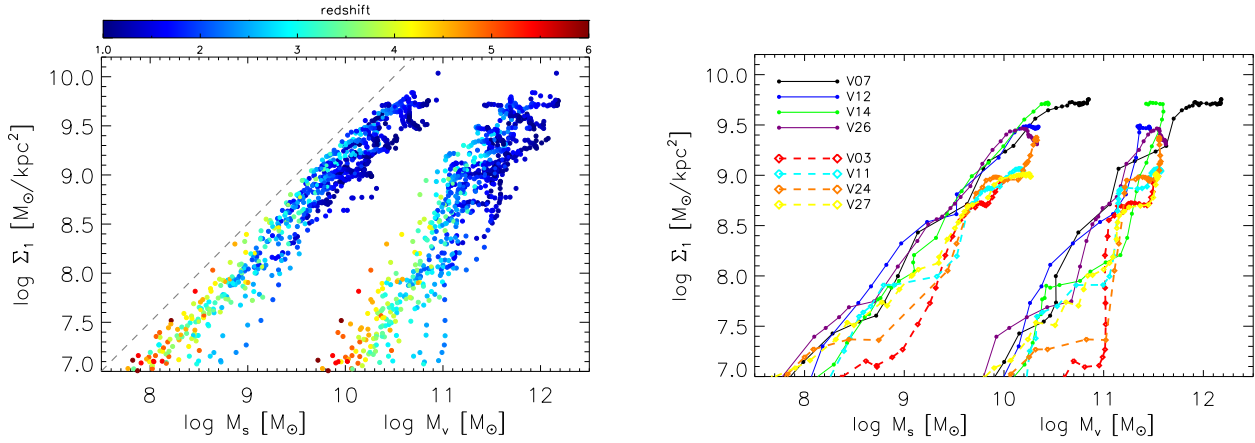 redshift
1.0 2 3 4 5 6
10.0
9.5
9.0
8.5
8.0
7.5
7.0
log Σ₁ [M☉/kpc²]
8 9 10 11 12
log Mₛ [M☉] log Mᵥ [M☉]
V07
V12
V14
V26
V03
V11
V24
V27
10.0
9.5
9.0
8.5
8.0
7.5
7.0
log Σ₁ [M☉/kpc²]
8 9 10 11 12
log Mₛ [M☉] log Mᵥ [M☉]